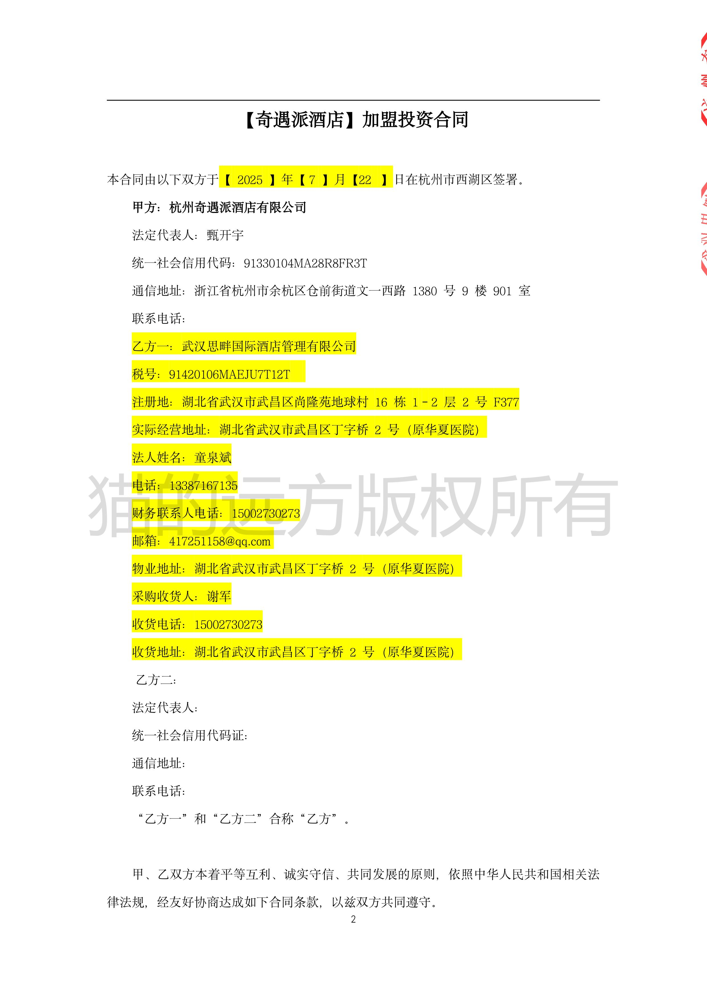 【奇遇派酒店】加盟投资合同
本合同由以下双方于【 2025 】年【 7 】月【22 】日在杭州市西湖区签署。
甲方：杭州奇遇派酒店有限公司
法定代表人：甄开宇
统一社会信用代码：91330104MA28R8FR3T
通信地址：浙江省杭州市余杭区仓前街道文一西路 1380 号 9 楼 901 室
联系电话：
乙方一：武汉思畔国际酒店管理有限公司
税号：91420106MAEJU7T12T
注册地：湖北省武汉市武昌区尚隆苑地球村 16 栋 1-2 层 2 号 F377
实际经营地址：湖北省武汉市武昌区丁字桥 2 号（原华夏医院）
法人姓名：童泉斌
电话：13387167135
财务联系人电话：15002730273
猫的远方版权所有
邮箱：417251158@qq.com
物业地址：湖北省武汉市武昌区丁字桥 2 号（原华夏医院）
采购收货人：谢军
收货电话：15002730273
收货地址：湖北省武汉市武昌区丁字桥 2 号（原华夏医院）
乙方二：
法定代表人：
统一社会信用代码证：
通信地址：
联系电话：
“乙方一”和“乙方二”合称“乙方”。
甲、乙双方本着平等互利、诚实守信、共同发展的原则，依照中华人民共和国相关法
律法规，经友好协商达成如下合同条款，以兹双方共同遵守。
2